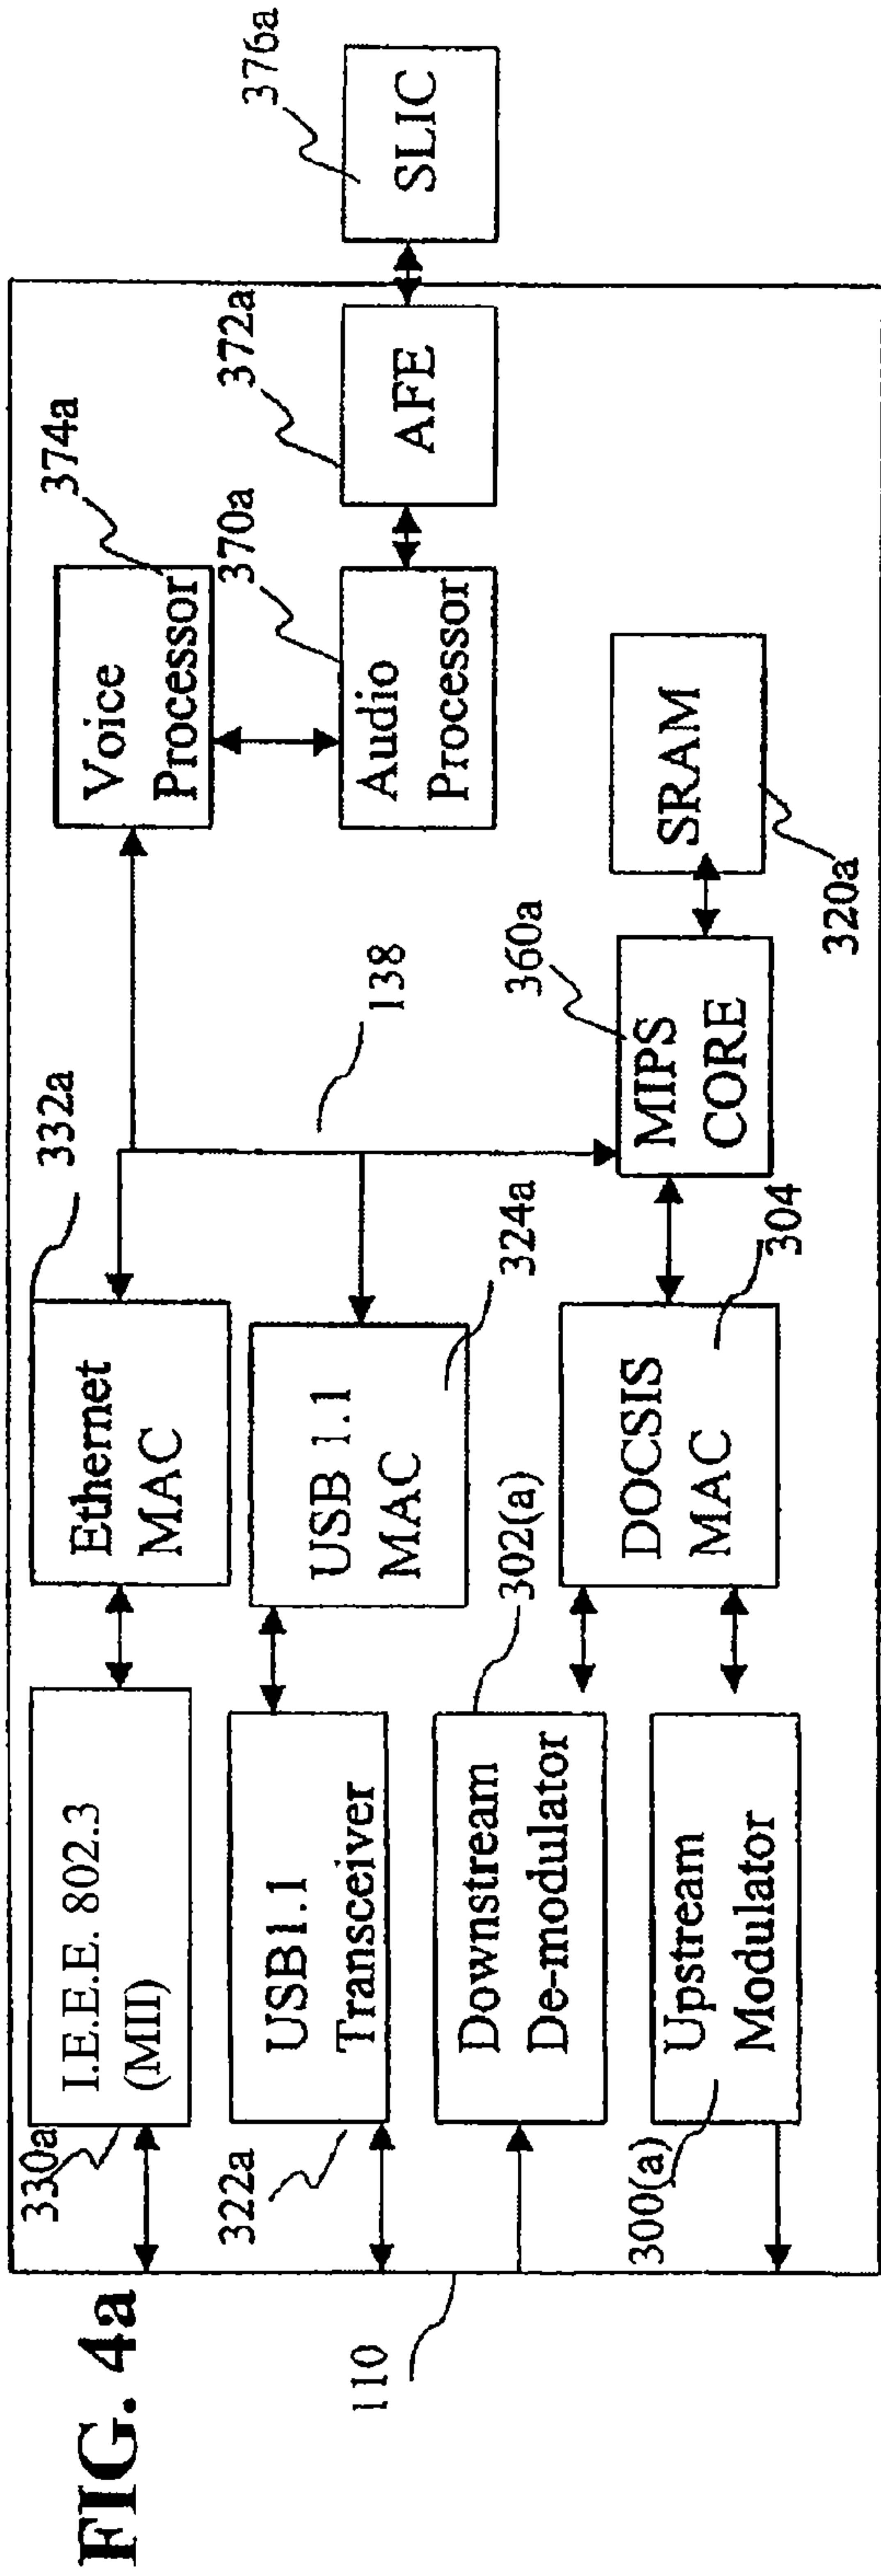 FIG. 4a
110
330a
I.E.E.E. 802.3
(MII)
Ethernet
MAC
332a
Voice
Processor
374a
322a
USB1.1
Transceiver
USB 1.1
MAC
324a
138
370a
Audio
Processor
372a
AFE
376a
SLIC
Downstream
De-modulator
302(a)
DOCSIS
MAC
304
MIPS
CORE
360a
SRAM
320a
300(a)
Upstream
Modulator